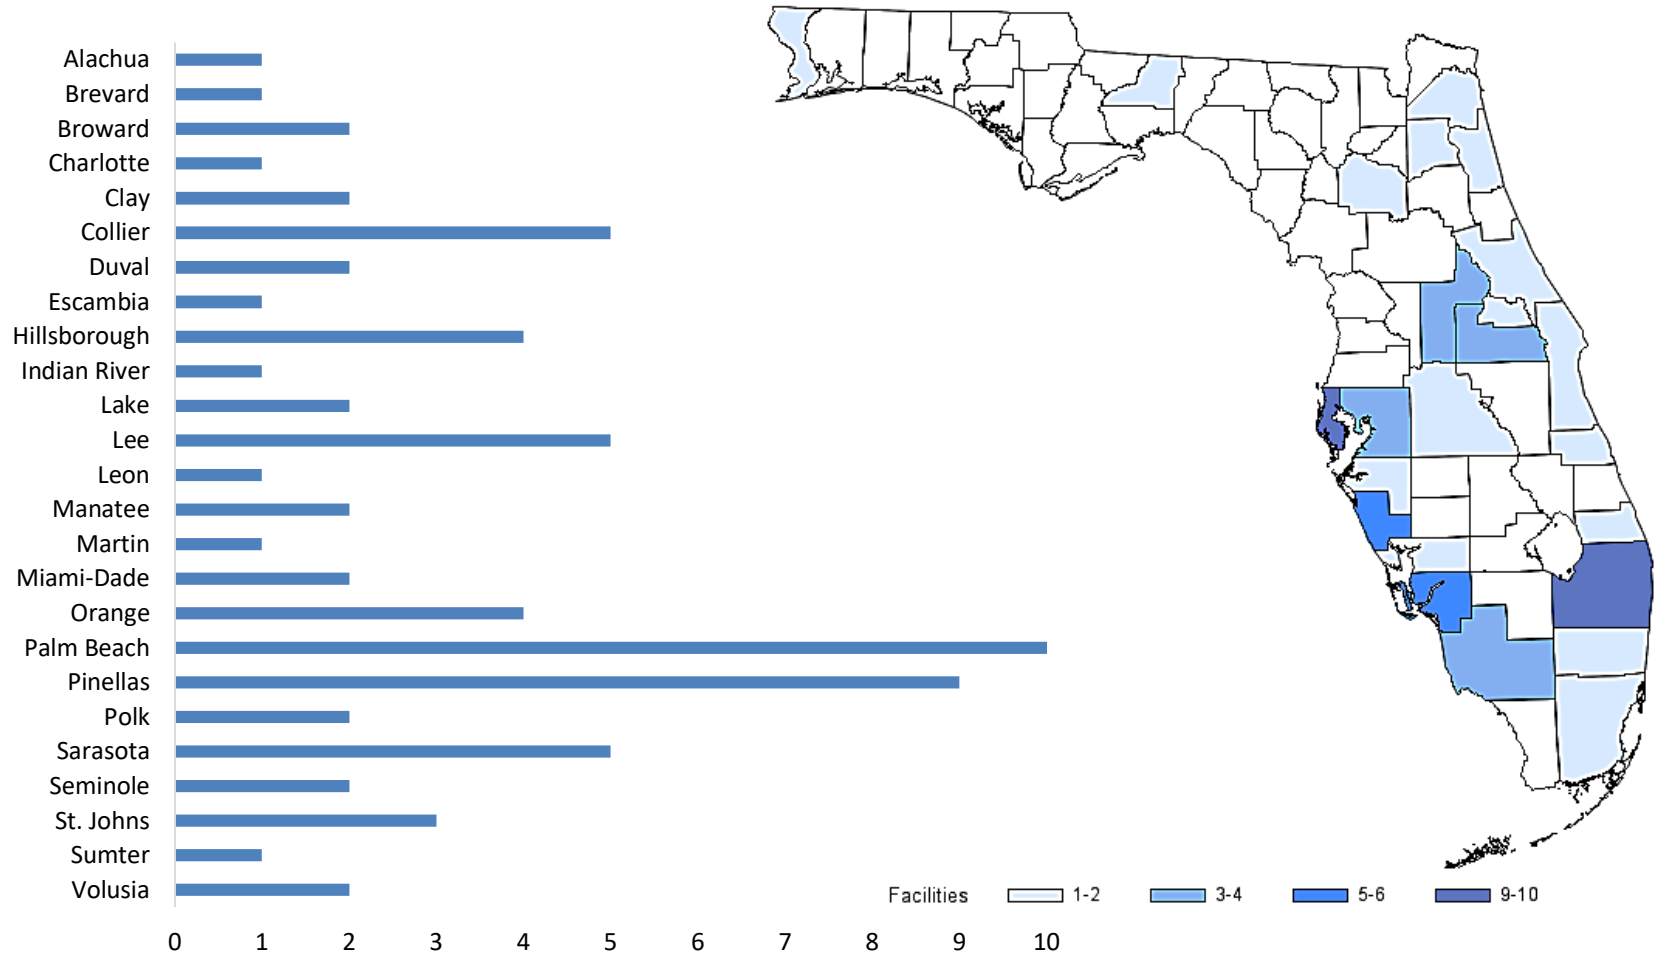 Alachua
Brevard
Broward
Charlotte
Clay
Collier
Duval
Escambia
Hillsborough
Indian River
Lake
Lee
Leon
Manatee
Martin
Miami-Dade
Orange
Palm Beach
Pinellas
Polk
Sarasota
Seminole
St. Johns
Sumter
Volusia
0 1 2 3 4 5 6 7 8 9 10
Facilities 1-2 3-4 5-6 9-10